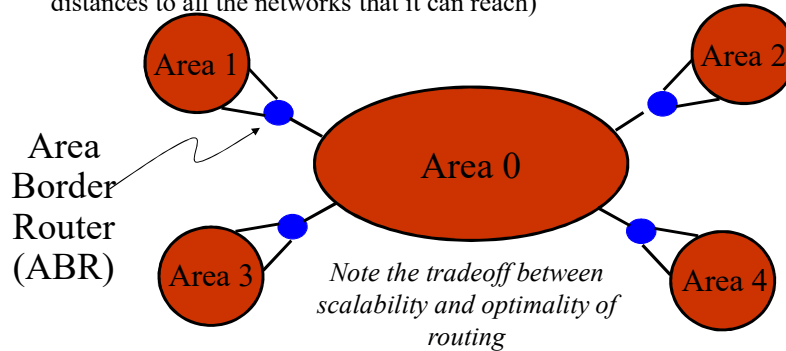 distances to all the networks that it can reach)
Area 1
Area 2
Area 0
Area
Border
Router
(ABR)
Area 3
Area 4
Note the tradeoff between
scalability and optimality of
routing